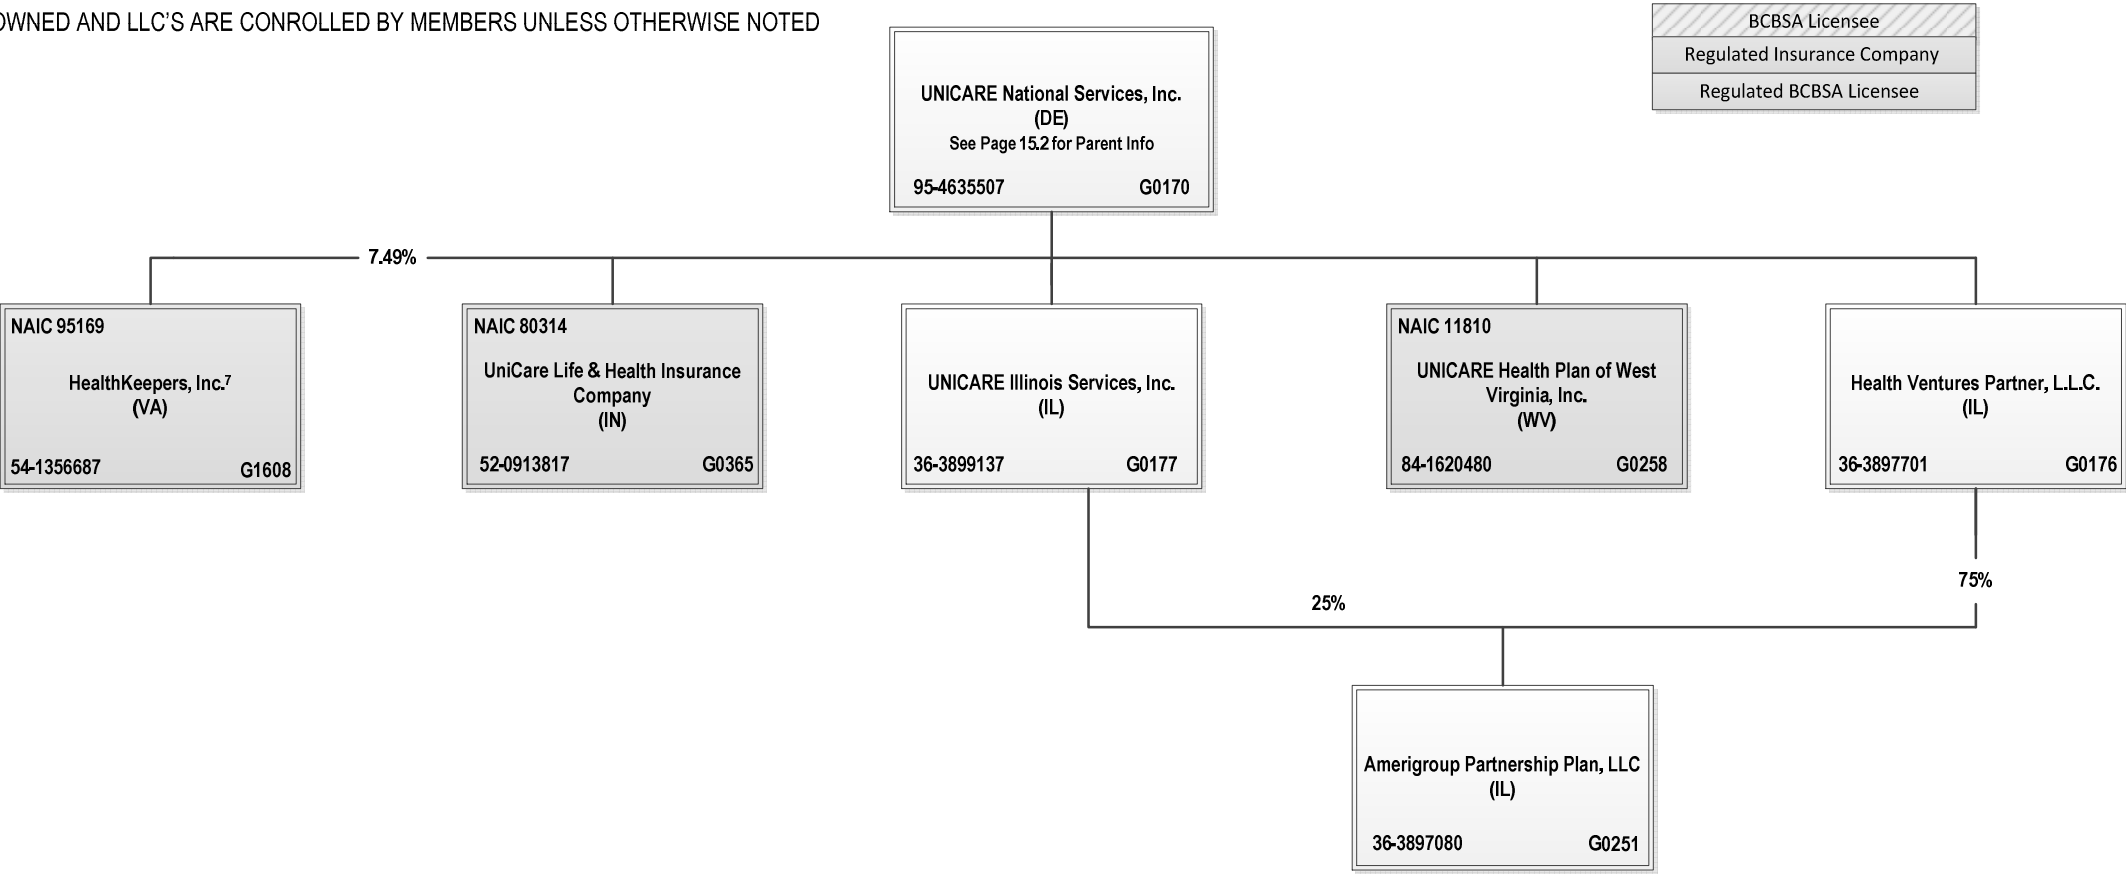 OWNED AND LLC'S ARE CONROLLED BY MEMBERS UNLESS OTHERWISE NOTED
BCBSA Licensee
Regulated Insurance Company
Regulated BCBSA Licensee
UNICARE National Services, Inc.
(DE)
See Page 15.2 for Parent Info
95-4635507 G0170
7.49%
NAIC 95169
HealthKeepers, Inc.⁷
(VA)
54-1356687 G1608
NAIC 80314
UniCare Life & Health Insurance
Company
(IN)
52-0913817 G0365
UNICARE Illinois Services, Inc.
(IL)
36-3899137 G0177
NAIC 11810
UNICARE Health Plan of West
Virginia, Inc.
(WV)
84-1620480 G0258
Health Ventures Partner, L.L.C.
(IL)
36-3897701 G0176
25%
75%
Amerigroup Partnership Plan, LLC
(IL)
36-3897080 G0251